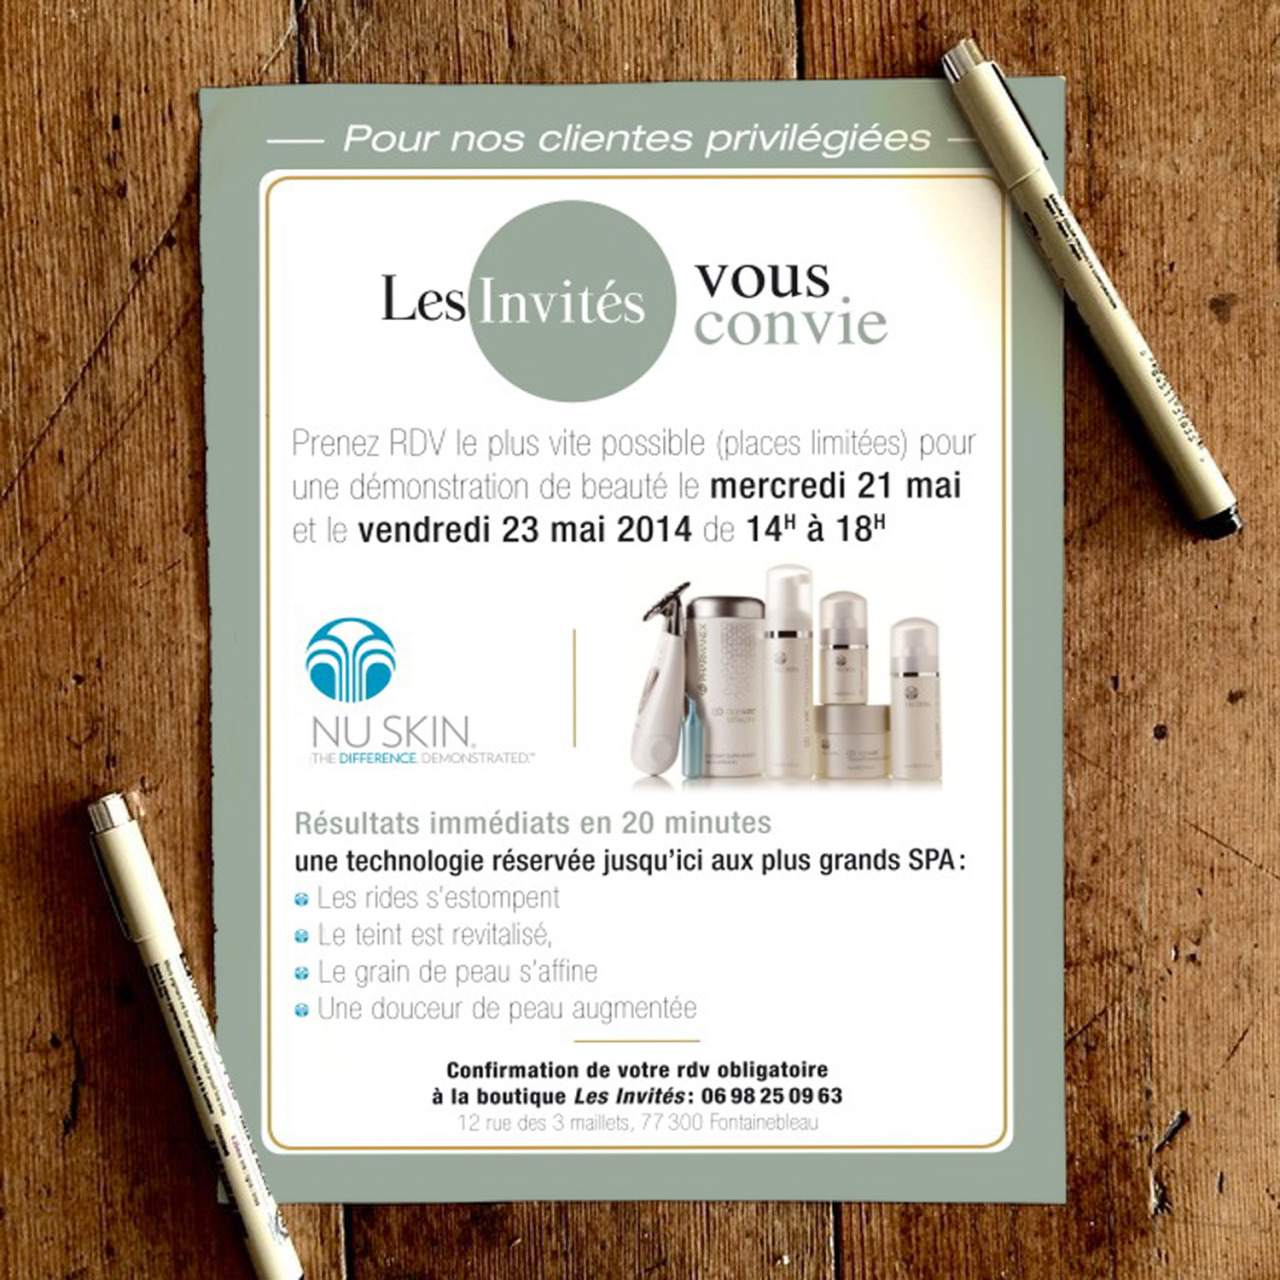 Pour nos clientes privilégiées
Les Invités vous
convie
Prenez RDV le plus vite possible (places limitées) pour
une démonstration de beauté le mercredi 21 mai
et le vendredi 23 mai 2014 de 14H à 18H
PHARMANEX
NU SKIN®
THE DIFFERENCE. DEMONSTRATED.™
Résultats immédiats en 20 minutes
une technologie réservée jusqu'ici aux plus grands SPA :
Les rides s'estompent
Le teint est revitalisé,
Le grain de peau s'affine
Une douceur de peau augmentée
Confirmation de votre rdv obligatoire
à la boutique Les Invités : 06 98 25 09 63
12 rue des 3 maillets, 77 300 Fontainebleau